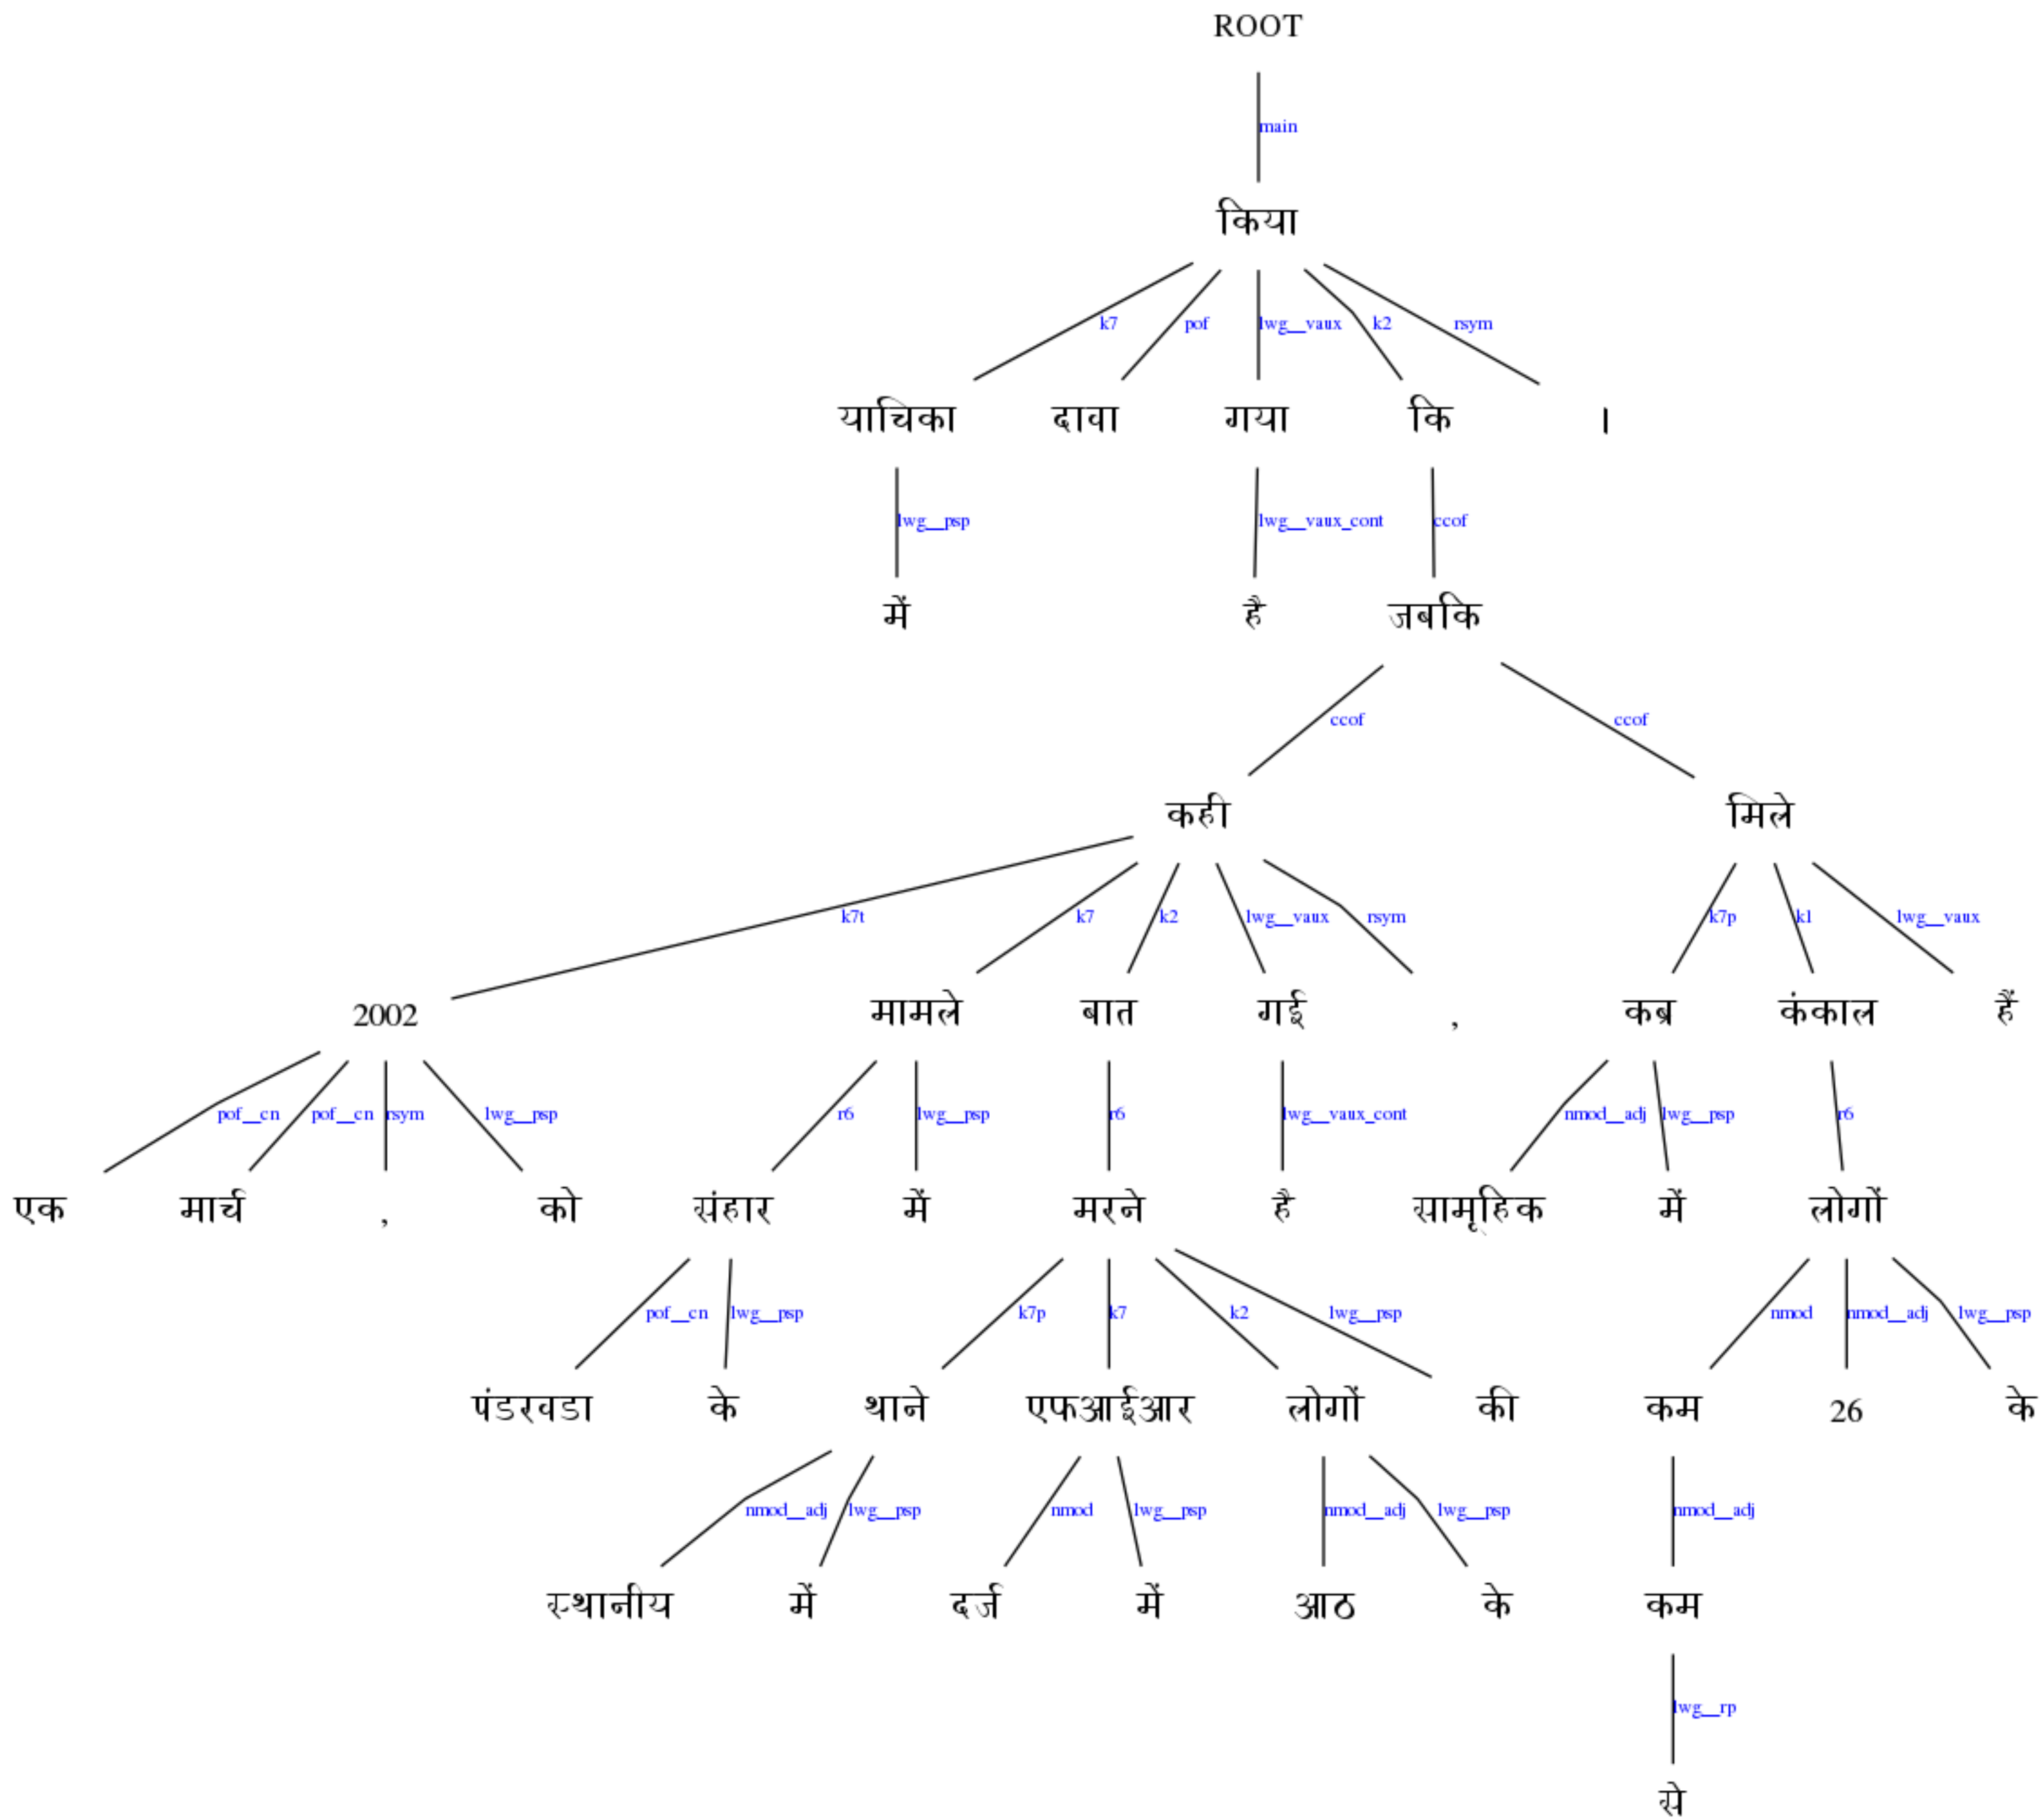 ROOT
main
किया
k7 pof lwg__vaux k2 rsym
याचिका दावा गया कि ।
lwg__psp lwg__vaux_cont ccof
में है जबकि
ccof ccof
कही मिले
k7t k7 k2 lwg__vaux rsym k7p k1 lwg__vaux
2002 मामले बात गई , कब्र कंकाल हैं
pof__cn pof__cn rsym lwg__psp r6 lwg__psp r6 lwg__vaux_cont nmod__adj lwg__psp r6
एक मार्च , को संहार में मरने है सामूहिक में लोगों
pof__cn lwg__psp k7p k7 k2 lwg__psp nmod nmod__adj lwg__psp
पंडरवडा के थाने एफआईआर लोगों की कम 26 के
nmod__adj lwg__psp nmod lwg__psp nmod__adj lwg__psp nmod__adj
स्थानीय में दर्ज में आठ के कम
lwg__rp
से